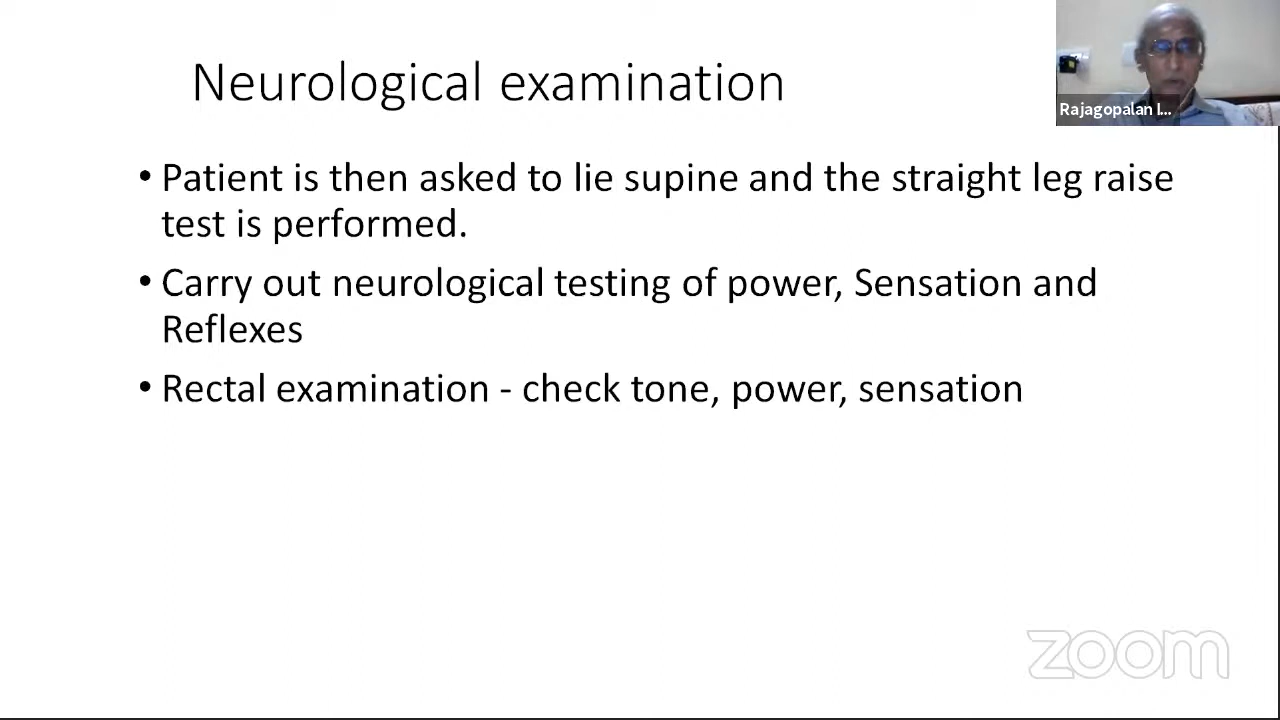 Neurological examination
Rajagopalan I...
• Patient is then asked to lie supine and the straight leg raise
test is performed.
• Carry out neurological testing of power, Sensation and
Reflexes
• Rectal examination - check tone, power, sensation
zoom